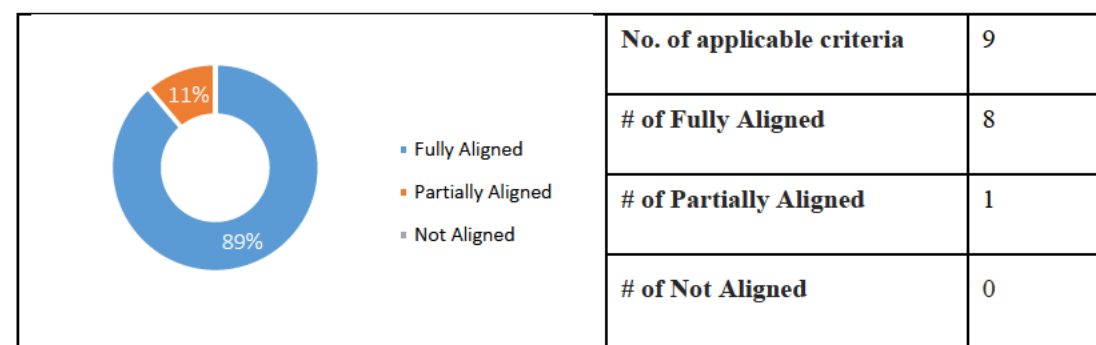 11%
89%
Fully Aligned
Partially Aligned
Not Aligned
No. of applicable criteria 9
# of Fully Aligned 8
# of Partially Aligned 1
# of Not Aligned 0